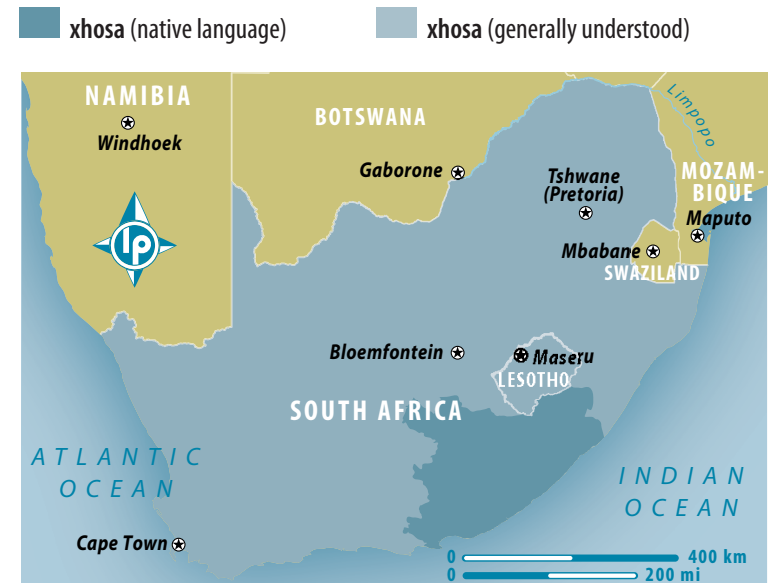 xhosa (native language)
xhosa (generally understood)
NAMIBIA
Windhoek
BOTSWANA
Gaborone
Limpopo
Tshwane
(Pretoria)
MOZAM-
BIQUE
Maputo
Mbabane
SWAZILAND
lp
Bloemfontein
Maseru
LESOTHO
SOUTH AFRICA
ATLANTIC
OCEAN
INDIAN
OCEAN
Cape Town
0 400 km
0 200 mi